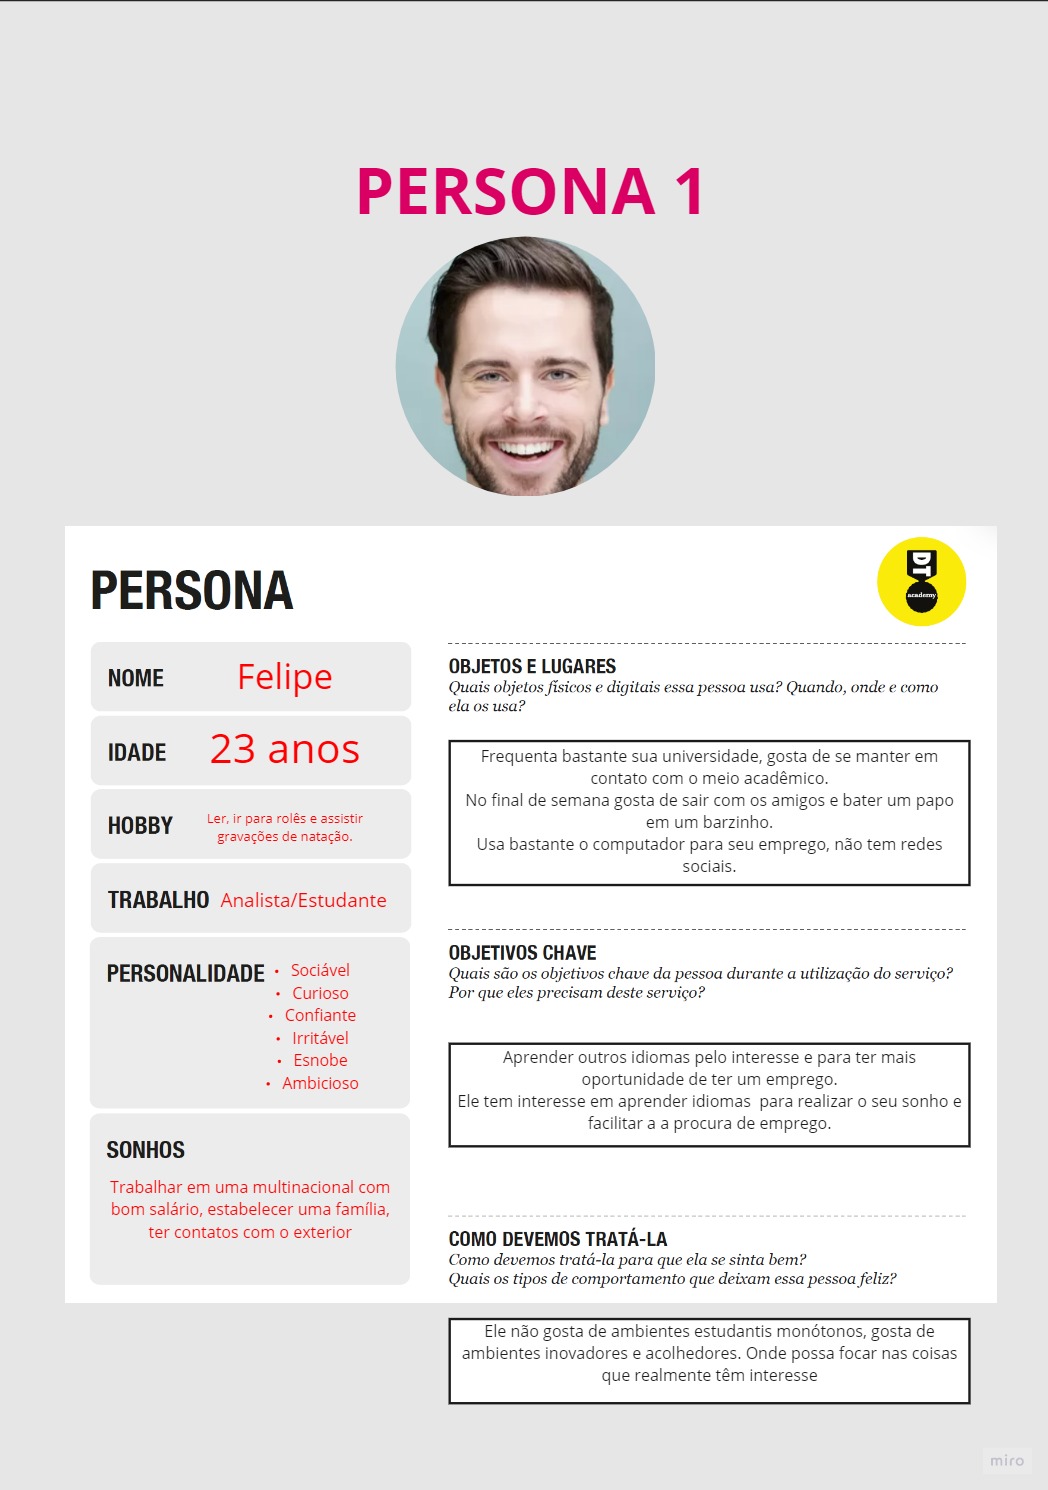 PERSONA 1
PERSONA
DT
academy
NOME Felipe
IDADE 23 anos
HOBBY Ler, ir para rolês e assistir
gravações de natação.
TRABALHO Analista/Estudante
PERSONALIDADE • Sociável
• Curioso
• Confiante
• Irritável
• Esnobe
• Ambicioso
SONHOS
Trabalhar em uma multinacional com
bom salário, estabelecer uma família,
ter contatos com o exterior
OBJETOS E LUGARES
Quais objetos físicos e digitais essa pessoa usa? Quando, onde e como
ela os usa?
Frequenta bastante sua universidade, gosta de se manter em
contato com o meio acadêmico.
No final de semana gosta de sair com os amigos e bater um papo
em um barzinho.
Usa bastante o computador para seu emprego, não tem redes
sociais.
OBJETIVOS CHAVE
Quais são os objetivos chave da pessoa durante a utilização do serviço?
Por que eles precisam deste serviço?
Aprender outros idiomas pelo interesse e para ter mais
oportunidade de ter um emprego.
Ele tem interesse em aprender idiomas  para realizar o seu sonho e
facilitar a a procura de emprego.
COMO DEVEMOS TRATÁ-LA
Como devemos tratá-la para que ela se sinta bem?
Quais os tipos de comportamento que deixam essa pessoa feliz?
Ele não gosta de ambientes estudantis monótonos, gosta de
ambientes inovadores e acolhedores. Onde possa focar nas coisas
que realmente têm interesse
miro